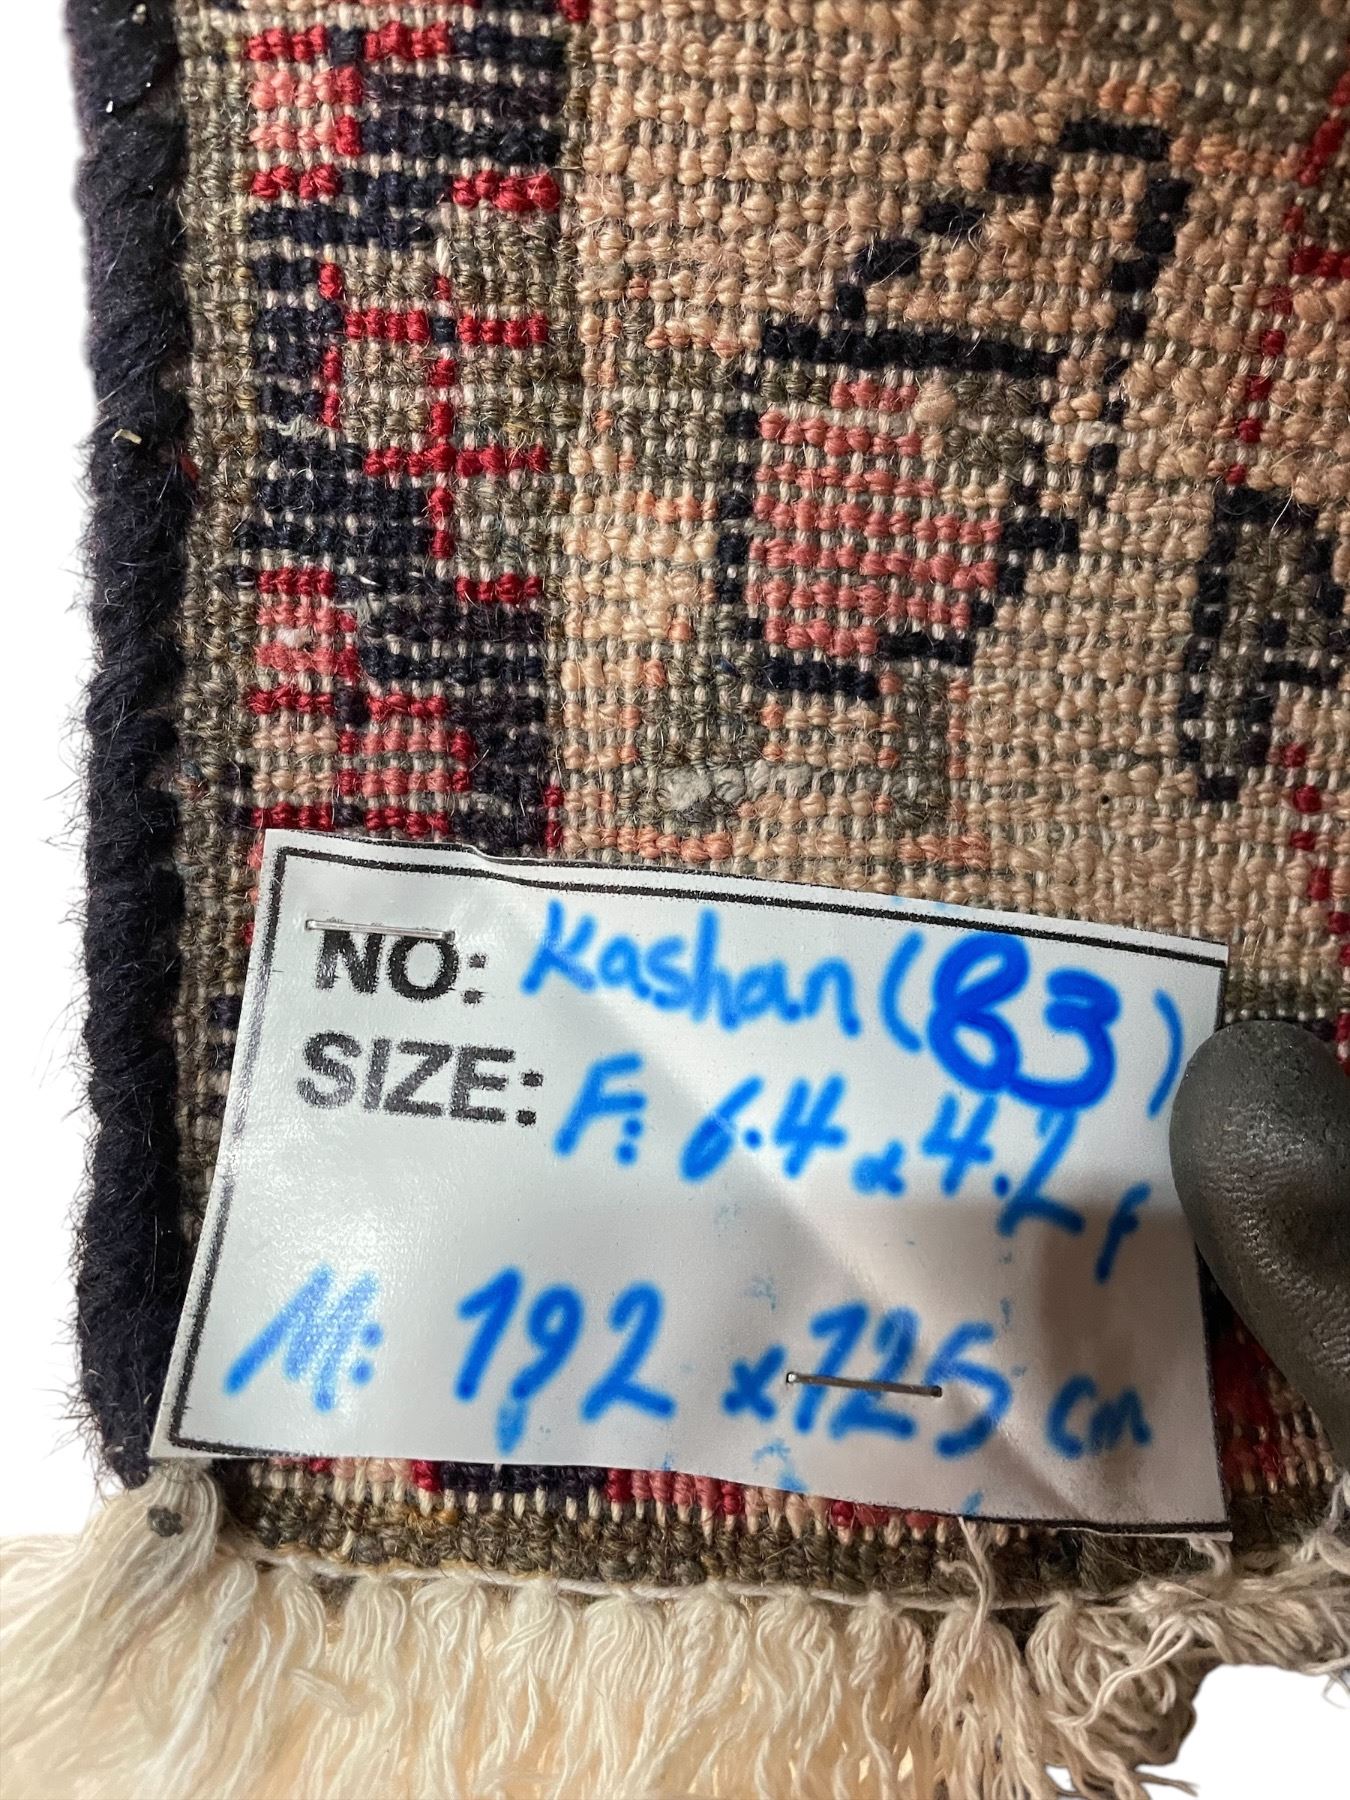 NO: Kashan (83)
SIZE: F: 6.4 x 4.2 f
M: 192 x 125 cm